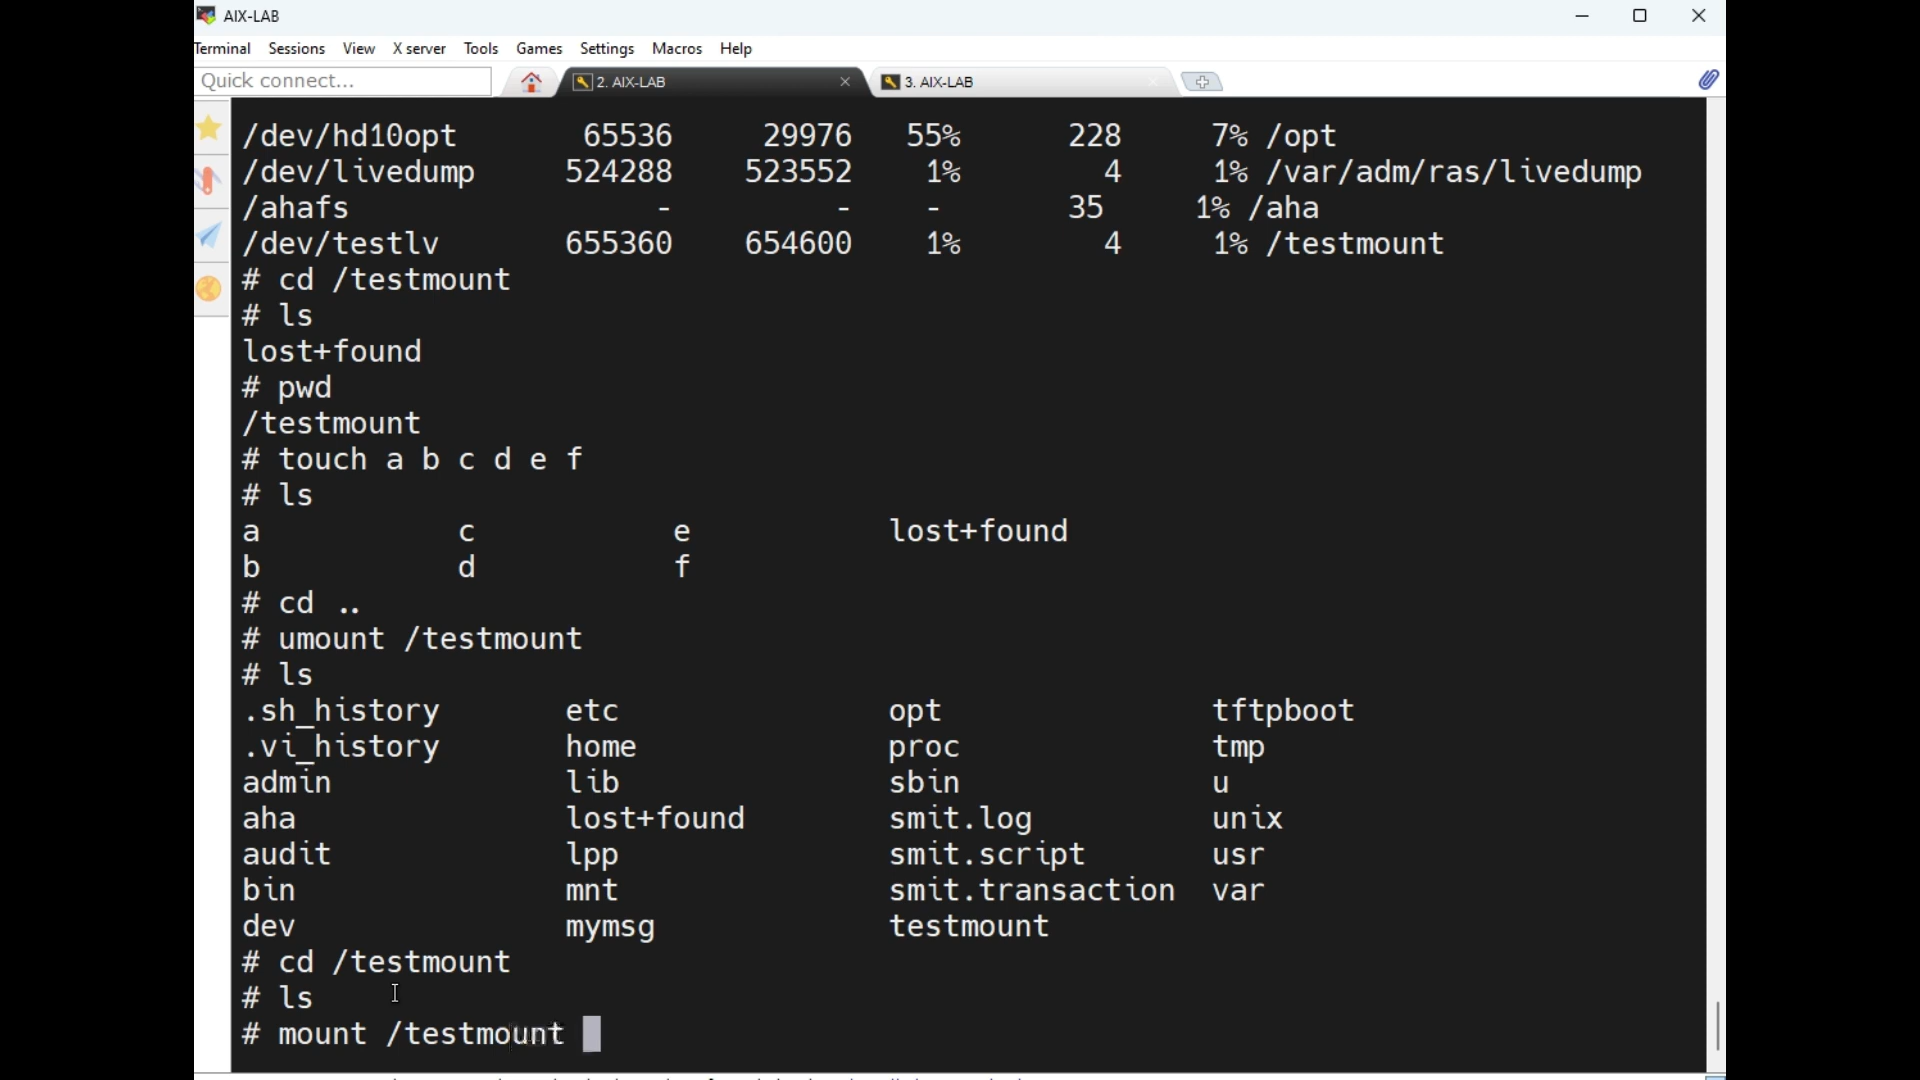 AIX-LAB
Terminal Sessions View X server Tools Games Settings Macros Help
Quick connect... 2. AIX-LAB 3. AIX-LAB
/dev/hd10opt 65536 29976 55% 228 7% /opt
/dev/livedump 524288 523552 1% 4 1% /var/adm/ras/livedump
/ahafs - - - 35 1% /aha
/dev/testlv 655360 654600 1% 4 1% /testmount
# cd /testmount
# ls
lost+found
# pwd
/testmount
# touch a b c d e f
# ls
a c e lost+found
b d f
# cd ..
# umount /testmount
# ls
.sh_history etc opt tftpboot
.vi_history home proc tmp
admin lib sbin u
aha lost+found smit.log unix
audit lpp smit.script usr
bin mnt smit.transaction var
dev mymsg testmount
# cd /testmount
# ls
# mount /testmount